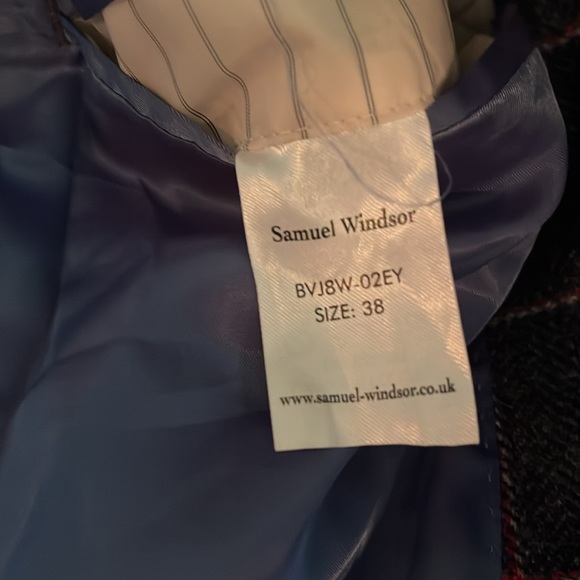 Samuel Windsor
BVJ8W-02EY
SIZE: 38
www.samuel-windsor.co.uk